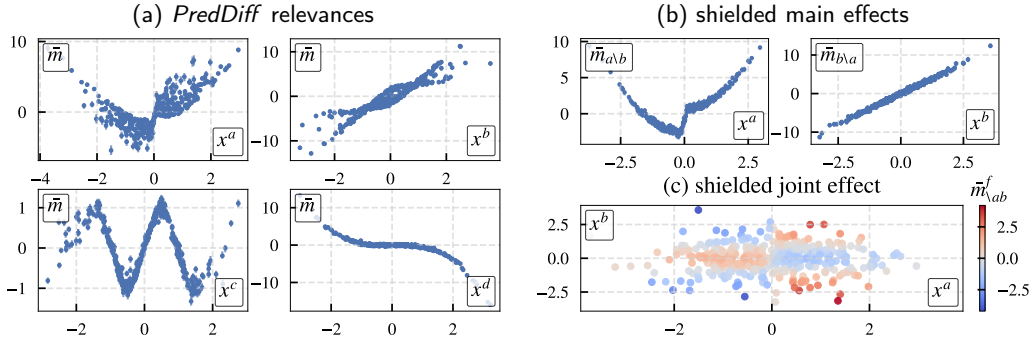 (a) PredDiff relevances
10
0
m̄
x^a
−4
−2
0
2
4
10
0
−10
m̄
x^b
−2
0
2
4
1
0
−1
m̄
x^c
−2
0
2
10
0
−10
m̄
x^d
−2
0
2
(b) shielded main effects
10
5
0
m̄_{a\b}
x^a
−2.5
0.0
2.5
10
0
−10
m̄_{b\a}
x^b
−2.5
0.0
2.5
(c) shielded joint effect
2.5
0.0
−2.5
x^b
x^a
−2
0
2
m̄^f_{\ab}
2.5
0.0
−2.5